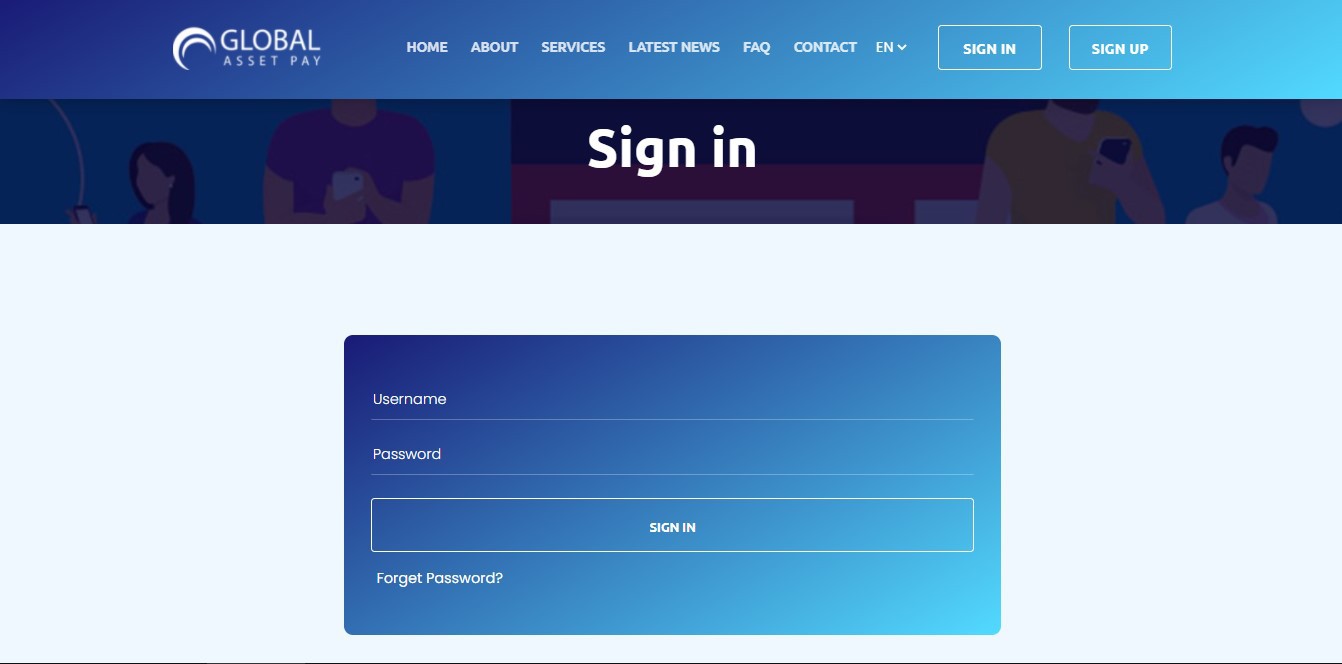 GLOBAL
ASSET PAY
HOME ABOUT SERVICES LATEST NEWS FAQ CONTACT EN SIGN IN SIGN UP
Sign in
Username
Password
SIGN IN
Forget Password?